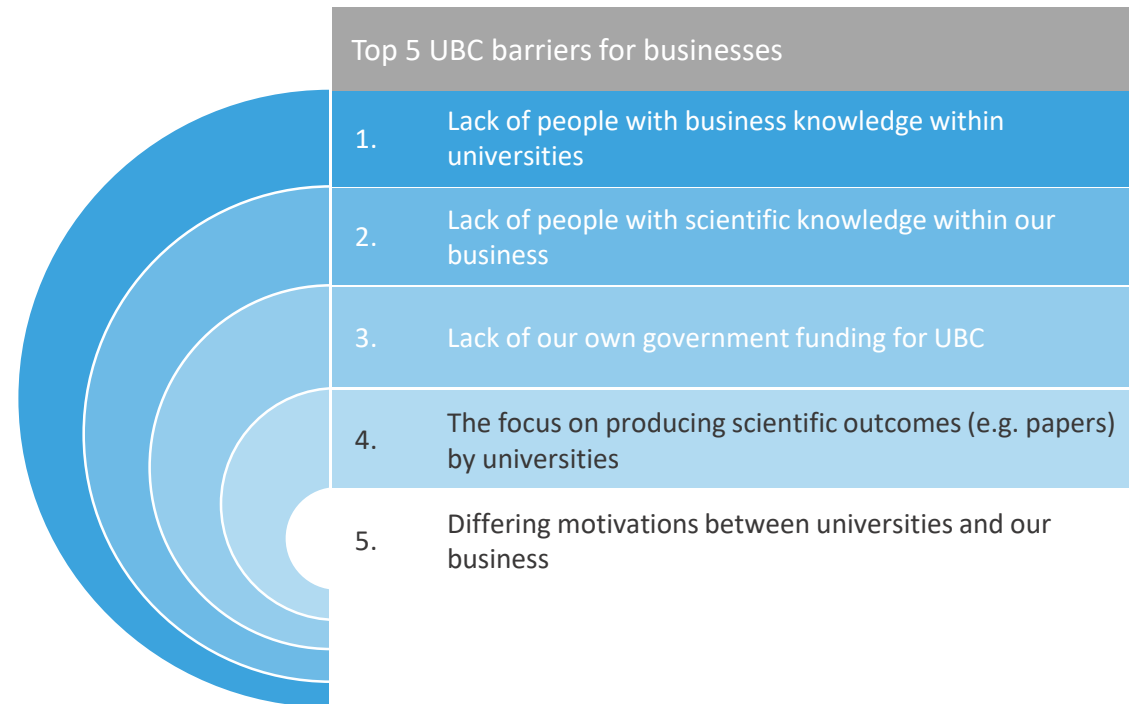 Top 5 UBC barriers for businesses
1. Lack of people with business knowledge within
universities
2. Lack of people with scientific knowledge within our
business
3. Lack of our own government funding for UBC
4. The focus on producing scientific outcomes (e.g. papers)
by universities
5. Differing motivations between universities and our
business